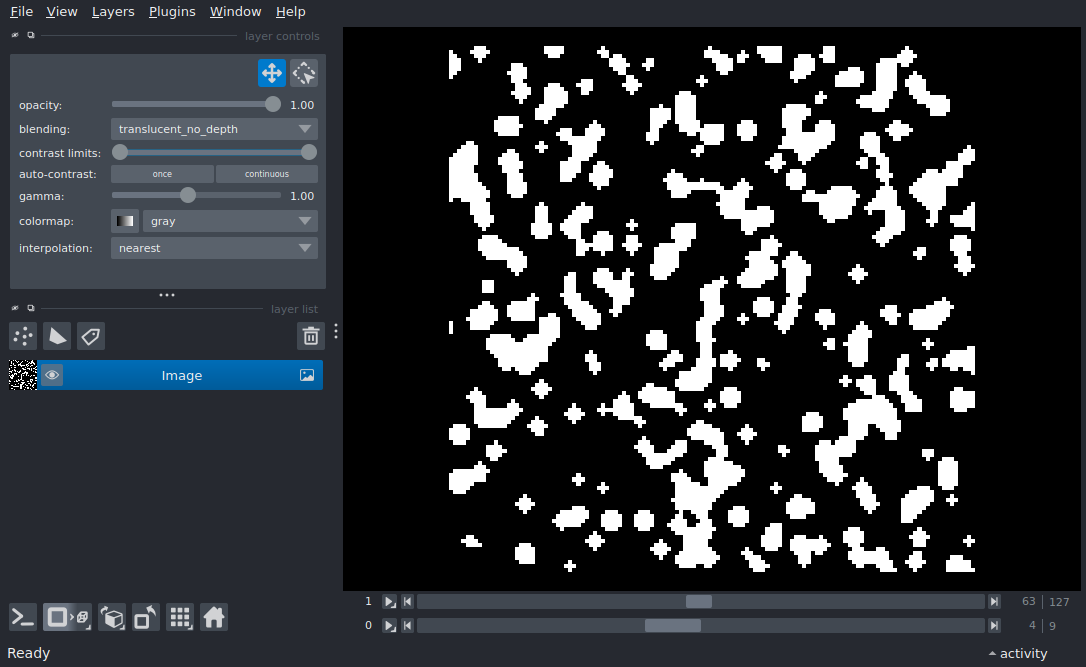 File View Layers Plugins Window Help
layer controls
opacity: 1.00
blending: translucent_no_depth
contrast limits:
auto-contrast: once continuous
gamma: 1.00
colormap: gray
interpolation: nearest
layer list
Image
1 63 127
0 4 9
Ready activity